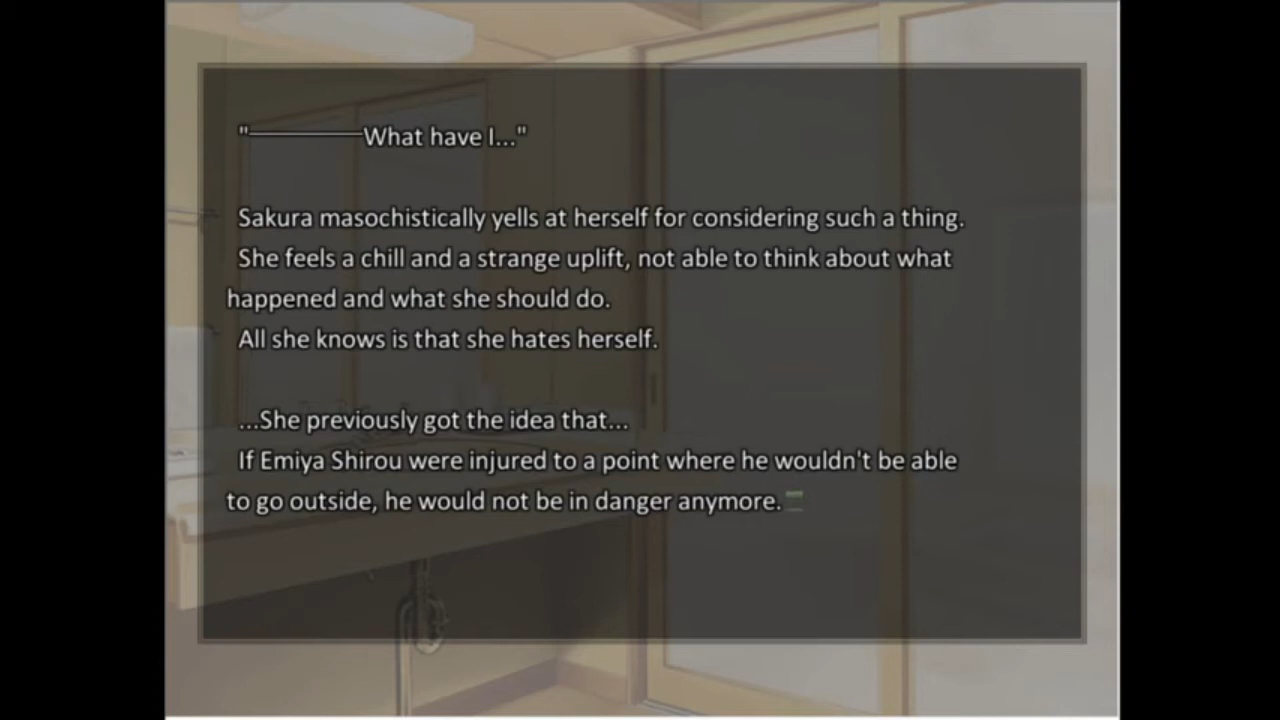 "————What have I..."
Sakura masochistically yells at herself for considering such a thing.
She feels a chill and a strange uplift, not able to think about what
happened and what she should do.
All she knows is that she hates herself.
...She previously got the idea that...
If Emiya Shirou were injured to a point where he wouldn't be able
to go outside, he would not be in danger anymore.